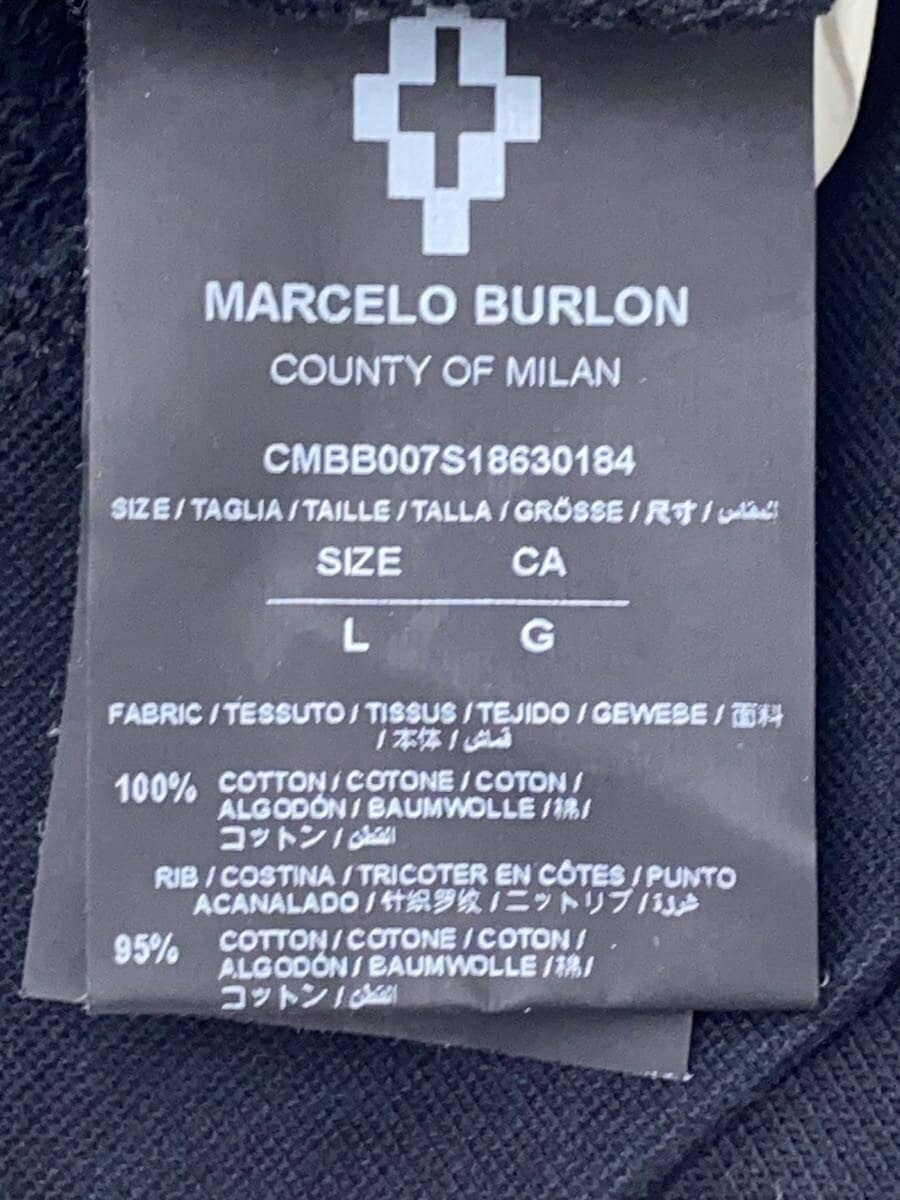 MARCELO BURLON
COUNTY OF MILAN
CMBB007S18630184
SIZE / TAGLIA / TAILLE / TALLA / GRÖSSE / 尺寸 / المقاس
SIZE CA
L G
FABRIC / TESSUTO / TISSUS / TEJIDO / GEWEBE / 面料
/ 本体 / قماش
100% COTTON / COTONE / COTON /
ALGODÓN / BAUMWOLLE / 棉 /
コットン / القطن
RIB / COSTINA / TRICOTER EN CÔTES / PUNTO
ACANALADO / 针织罗纹 / ニットリブ /
95% COTTON / COTONE / COTON /
ALGODÓN / BAUMWOLLE / 棉 /
コットン / القطن